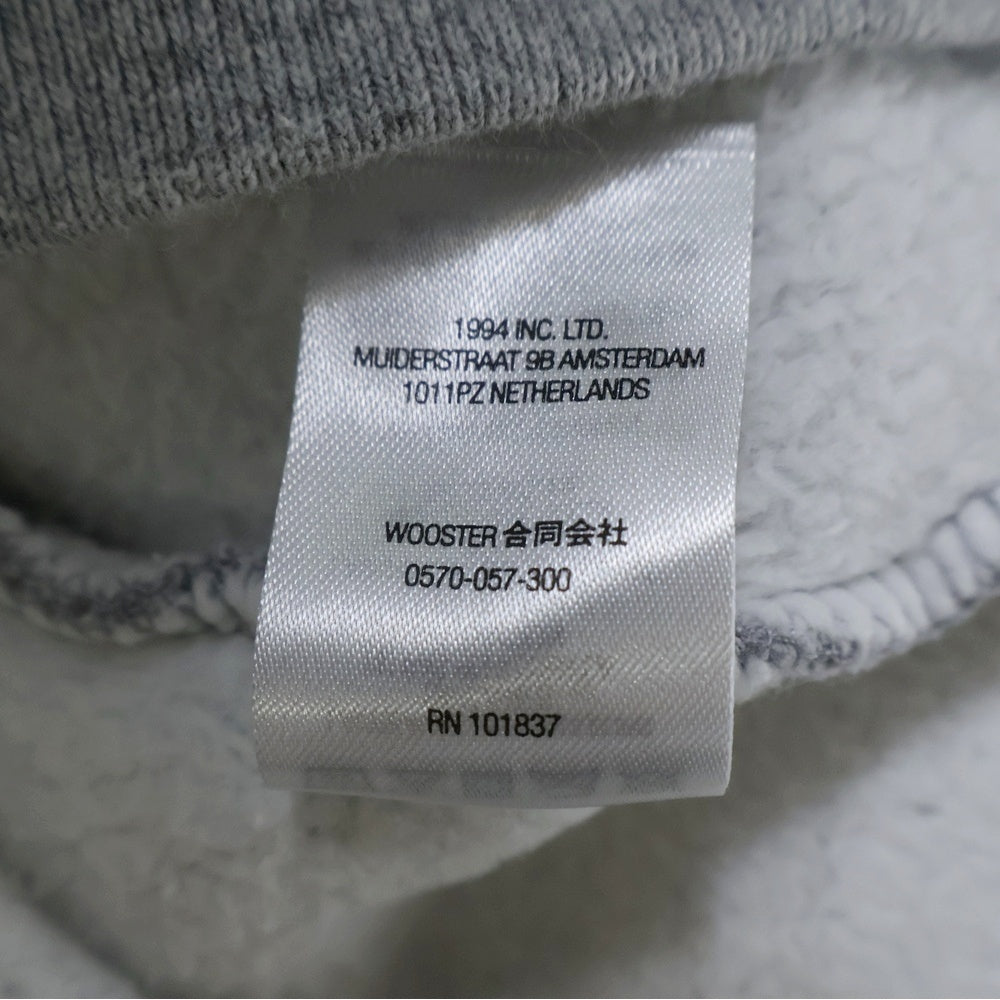 1994 INC. LTD.
MUIDERSTRAAT 9B AMSTERDAM
1011PZ NETHERLANDS
WOOSTER 合同会社
0570-057-300
RN 101837